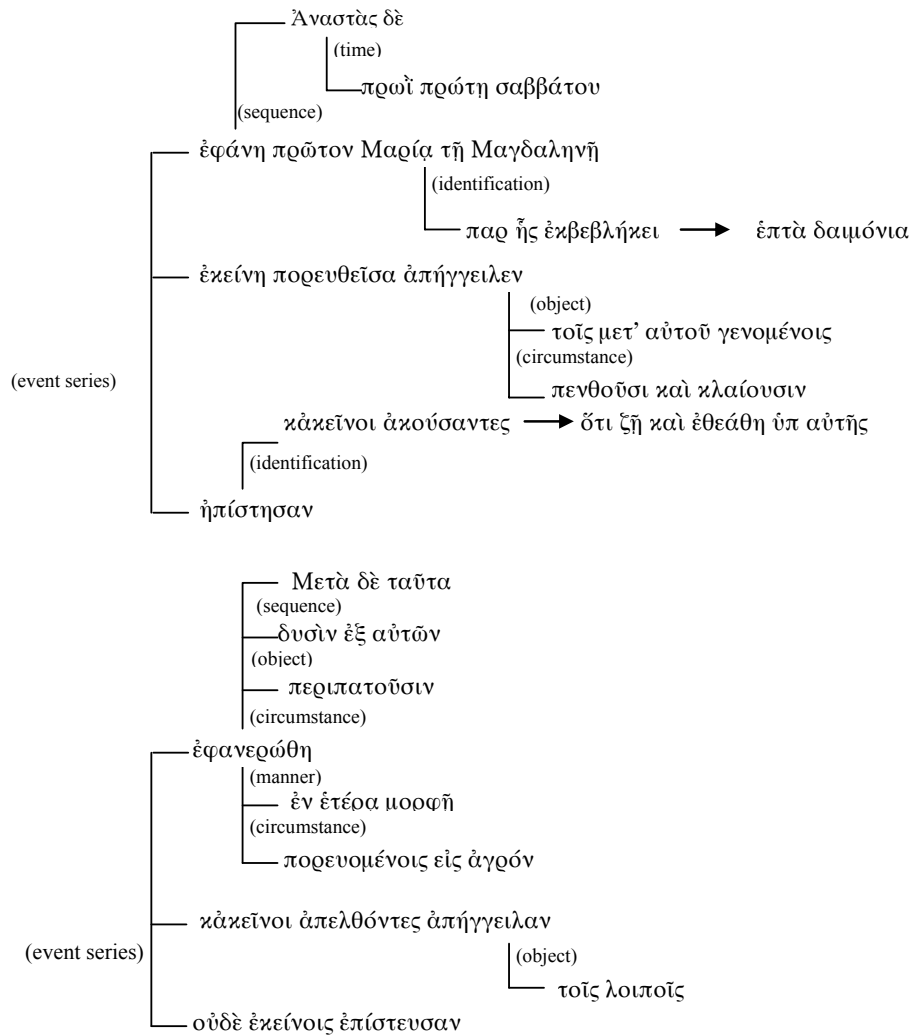 Ἀναστὰς δὲ
(time)
πρωῒ πρώτῃ σαββάτου
(sequence)
ἐφάνη πρῶτον Μαρίᾳ τῇ Μαγδαληνῇ
(identification)
παρ ἧς ἐκβεβλήκει ἑπτὰ δαιμόνια
ἐκείνη πορευθεῖσα ἀπήγγειλεν
(object)
τοῖς μετ’ αὐτοῦ γενομένοις
(circumstance)
(event series)
πενθοῦσι καὶ κλαίουσιν
κἀκεῖνοι ἀκούσαντες ὅτι ζῇ καὶ ἐθεάθη ὑπ αὐτῆς
(identification)
ἠπίστησαν
Μετὰ δὲ ταῦτα
(sequence)
δυσὶν ἐξ αὐτῶν
(object)
περιπατοῦσιν
(circumstance)
ἐφανερώθη
(manner)
ἐν ἑτέρᾳ μορφῇ
(circumstance)
πορευομένοις εἰς ἀγρόν
κἀκεῖνοι ἀπελθόντες ἀπήγγειλαν
(event series)
(object)
τοῖς λοιποῖς
οὐδὲ ἐκείνοις ἐπίστευσαν